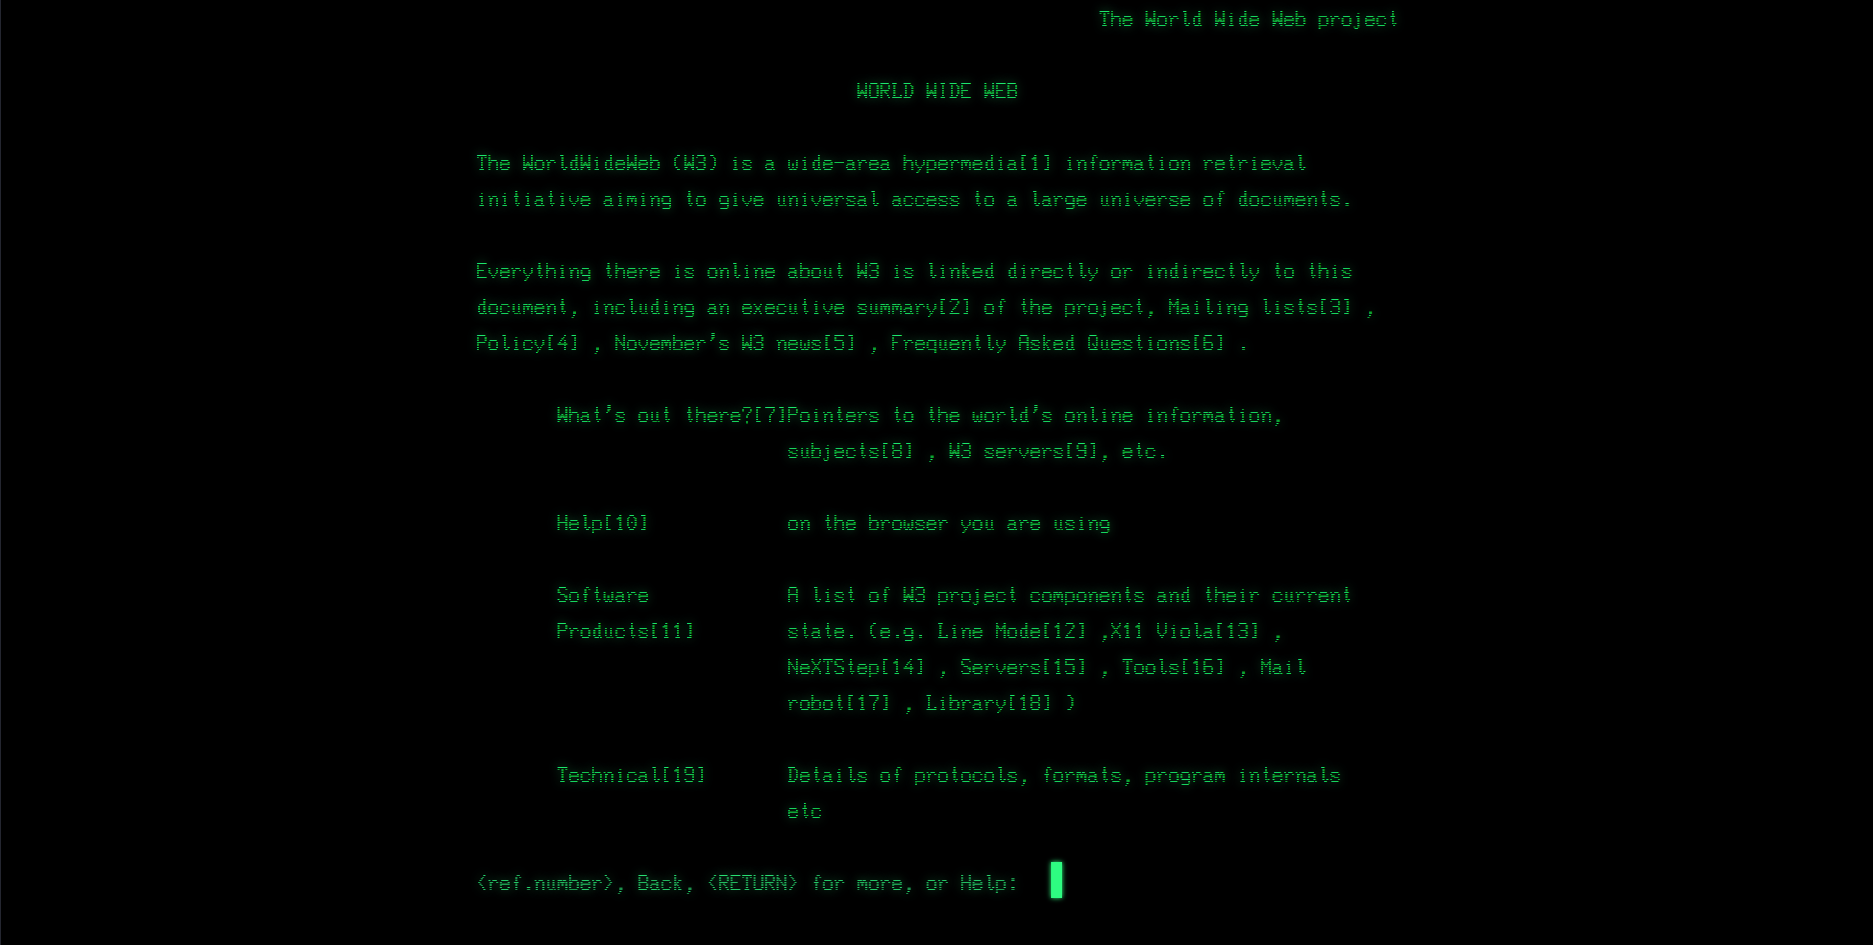 The World Wide Web project
WORLD WIDE WEB
The WorldWideWeb (W3) is a wide-area hypermedia[1] information retrieval
initiative aiming to give universal access to a large universe of documents.
Everything there is online about W3 is linked directly or indirectly to this
document, including an executive summary[2] of the project, Mailing lists[3] ,
Policy[4] , November's W3 news[5] , Frequently Asked Questions[6] .
What's out there?[7]Pointers to the world's online information,
subjects[8] , W3 servers[9], etc.
Help[10] on the browser you are using
Software A list of W3 project components and their current
Products[11] state. (e.g. Line Mode[12] ,X11 Viola[13] ,
NeXTStep[14] , Servers[15] , Tools[16] , Mail
robot[17] , Library[18] )
Technical[19] Details of protocols, formats, program internals
etc
<ref.number>, Back, <RETURN> for more, or Help: